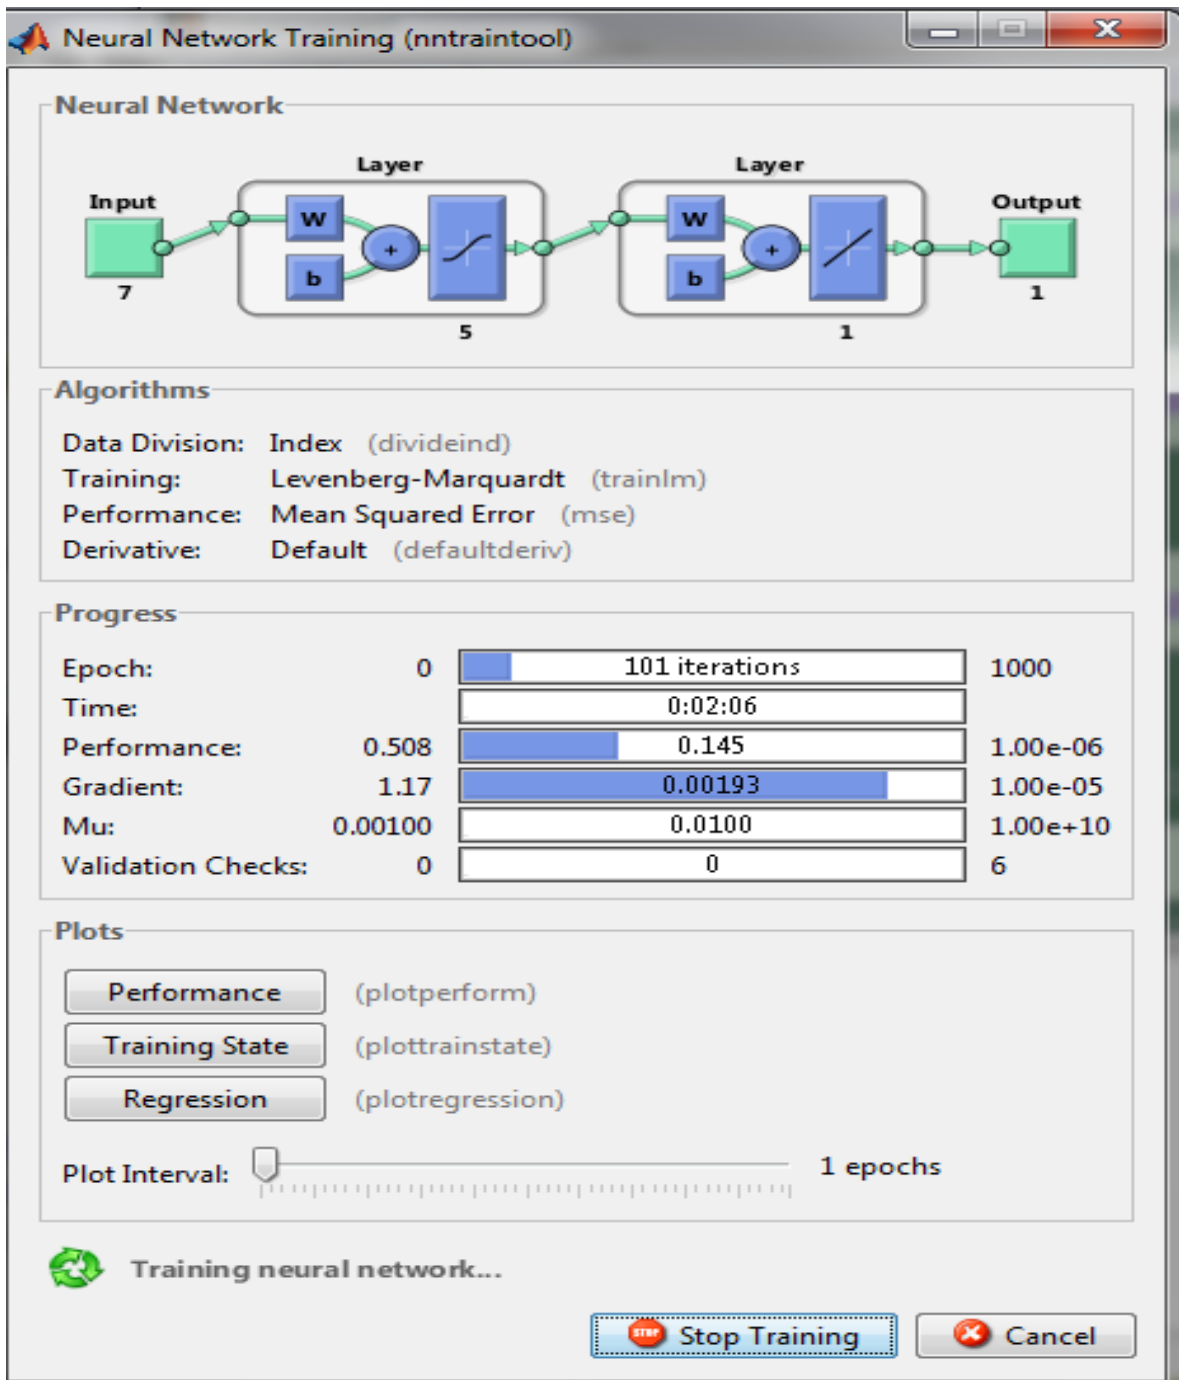 Neural Network Training (nntraintool)
Neural Network
Layer Layer
Input Output
W W
+ +
b b
7 1
5 1
Algorithms
Data Division: Index (divideind)
Training: Levenberg-Marquardt (trainlm)
Performance: Mean Squared Error (mse)
Derivative: Default (defaultderiv)
Progress
Epoch: 0 101 iterations 1000
Time: 0:02:06
Performance: 0.508 0.145 1.00e-06
Gradient: 1.17 0.00193 1.00e-05
Mu: 0.00100 0.0100 1.00e+10
Validation Checks: 0 0 6
Plots
Performance (plotperform)
Training State (plottrainstate)
Regression (plotregression)
Plot Interval: 1 epochs
Training neural network...
STOP Stop Training Cancel